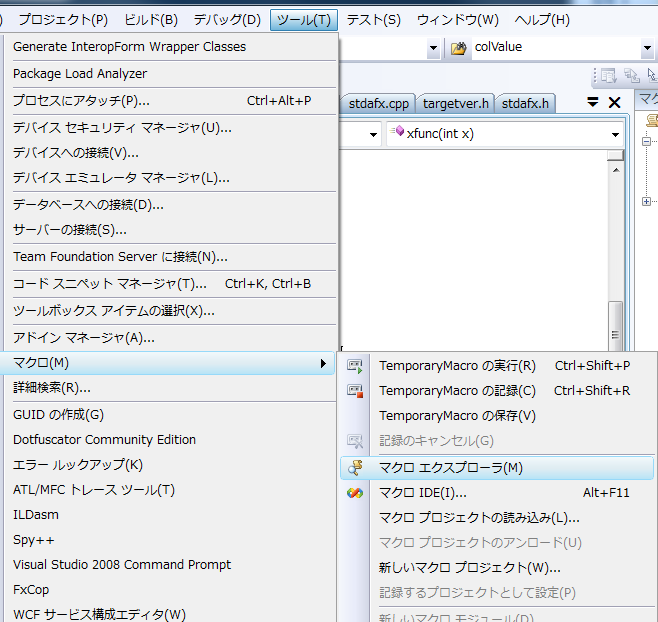 プロジェクト(P) ビルド(B) デバッグ(D) ツール(T) テスト(S) ウィンドウ(W) ヘルプ(H)
colValue
stdafx.cpp targetver.h stdafx.h
マク
xfunc(int x)
Generate InteropForm Wrapper Classes
Package Load Analyzer
プロセスにアタッチ(P)... Ctrl+Alt+P
デバイス セキュリティ マネージャ(U)...
デバイスへの接続(V)...
デバイス エミュレータ マネージャ(L)...
データベースへの接続(D)...
サーバーの接続(S)...
Team Foundation Server に接続(N)...
コード スニペット マネージャ(T)... Ctrl+K, Ctrl+B
ツールボックス アイテムの選択(X)...
アドイン マネージャ(A)...
マクロ(M)
詳細検索(R)...
GUID の作成(G)
Dotfuscator Community Edition
エラー ルックアップ(K)
ATL/MFC トレース ツール(T)
ILDasm
Spy++
Visual Studio 2008 Command Prompt
FxCop
WCF サービス構成エディタ(W)
TemporaryMacro の実行(R) Ctrl+Shift+P
TemporaryMacro の記録(C) Ctrl+Shift+R
TemporaryMacro の保存(V)
記録のキャンセル(G)
マクロ エクスプローラ(M)
マクロ IDE(I)... Alt+F11
マクロ プロジェクトの読み込み(L)...
マクロ プロジェクトのアンロード(U)
新しいマクロ プロジェクト(W)...
記録するプロジェクトとして設定(P)
新しいマクロ モジュール(D)